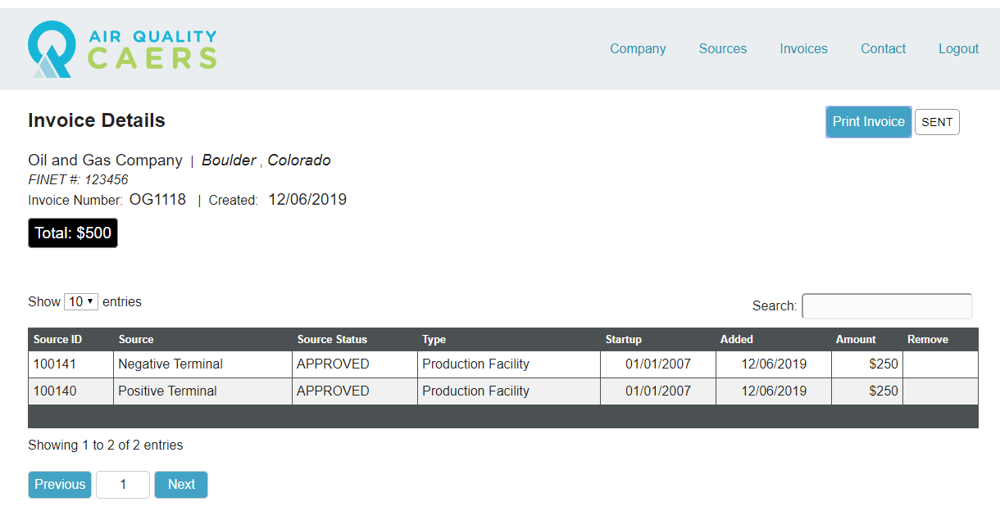 AIR QUALITY
CAERS
Company Sources Invoices Contact Logout
Invoice Details
Print Invoice SENT
Oil and Gas Company | Boulder , Colorado
FINET #: 123456
Invoice Number: OG1118 | Created: 12/06/2019
Total: $500
Show 10 entries
Search:
Source ID Source Source Status Type Startup Added Amount Remove
100141 Negative Terminal APPROVED Production Facility 01/01/2007 12/06/2019 $250
100140 Positive Terminal APPROVED Production Facility 01/01/2007 12/06/2019 $250
Showing 1 to 2 of 2 entries
Previous 1 Next